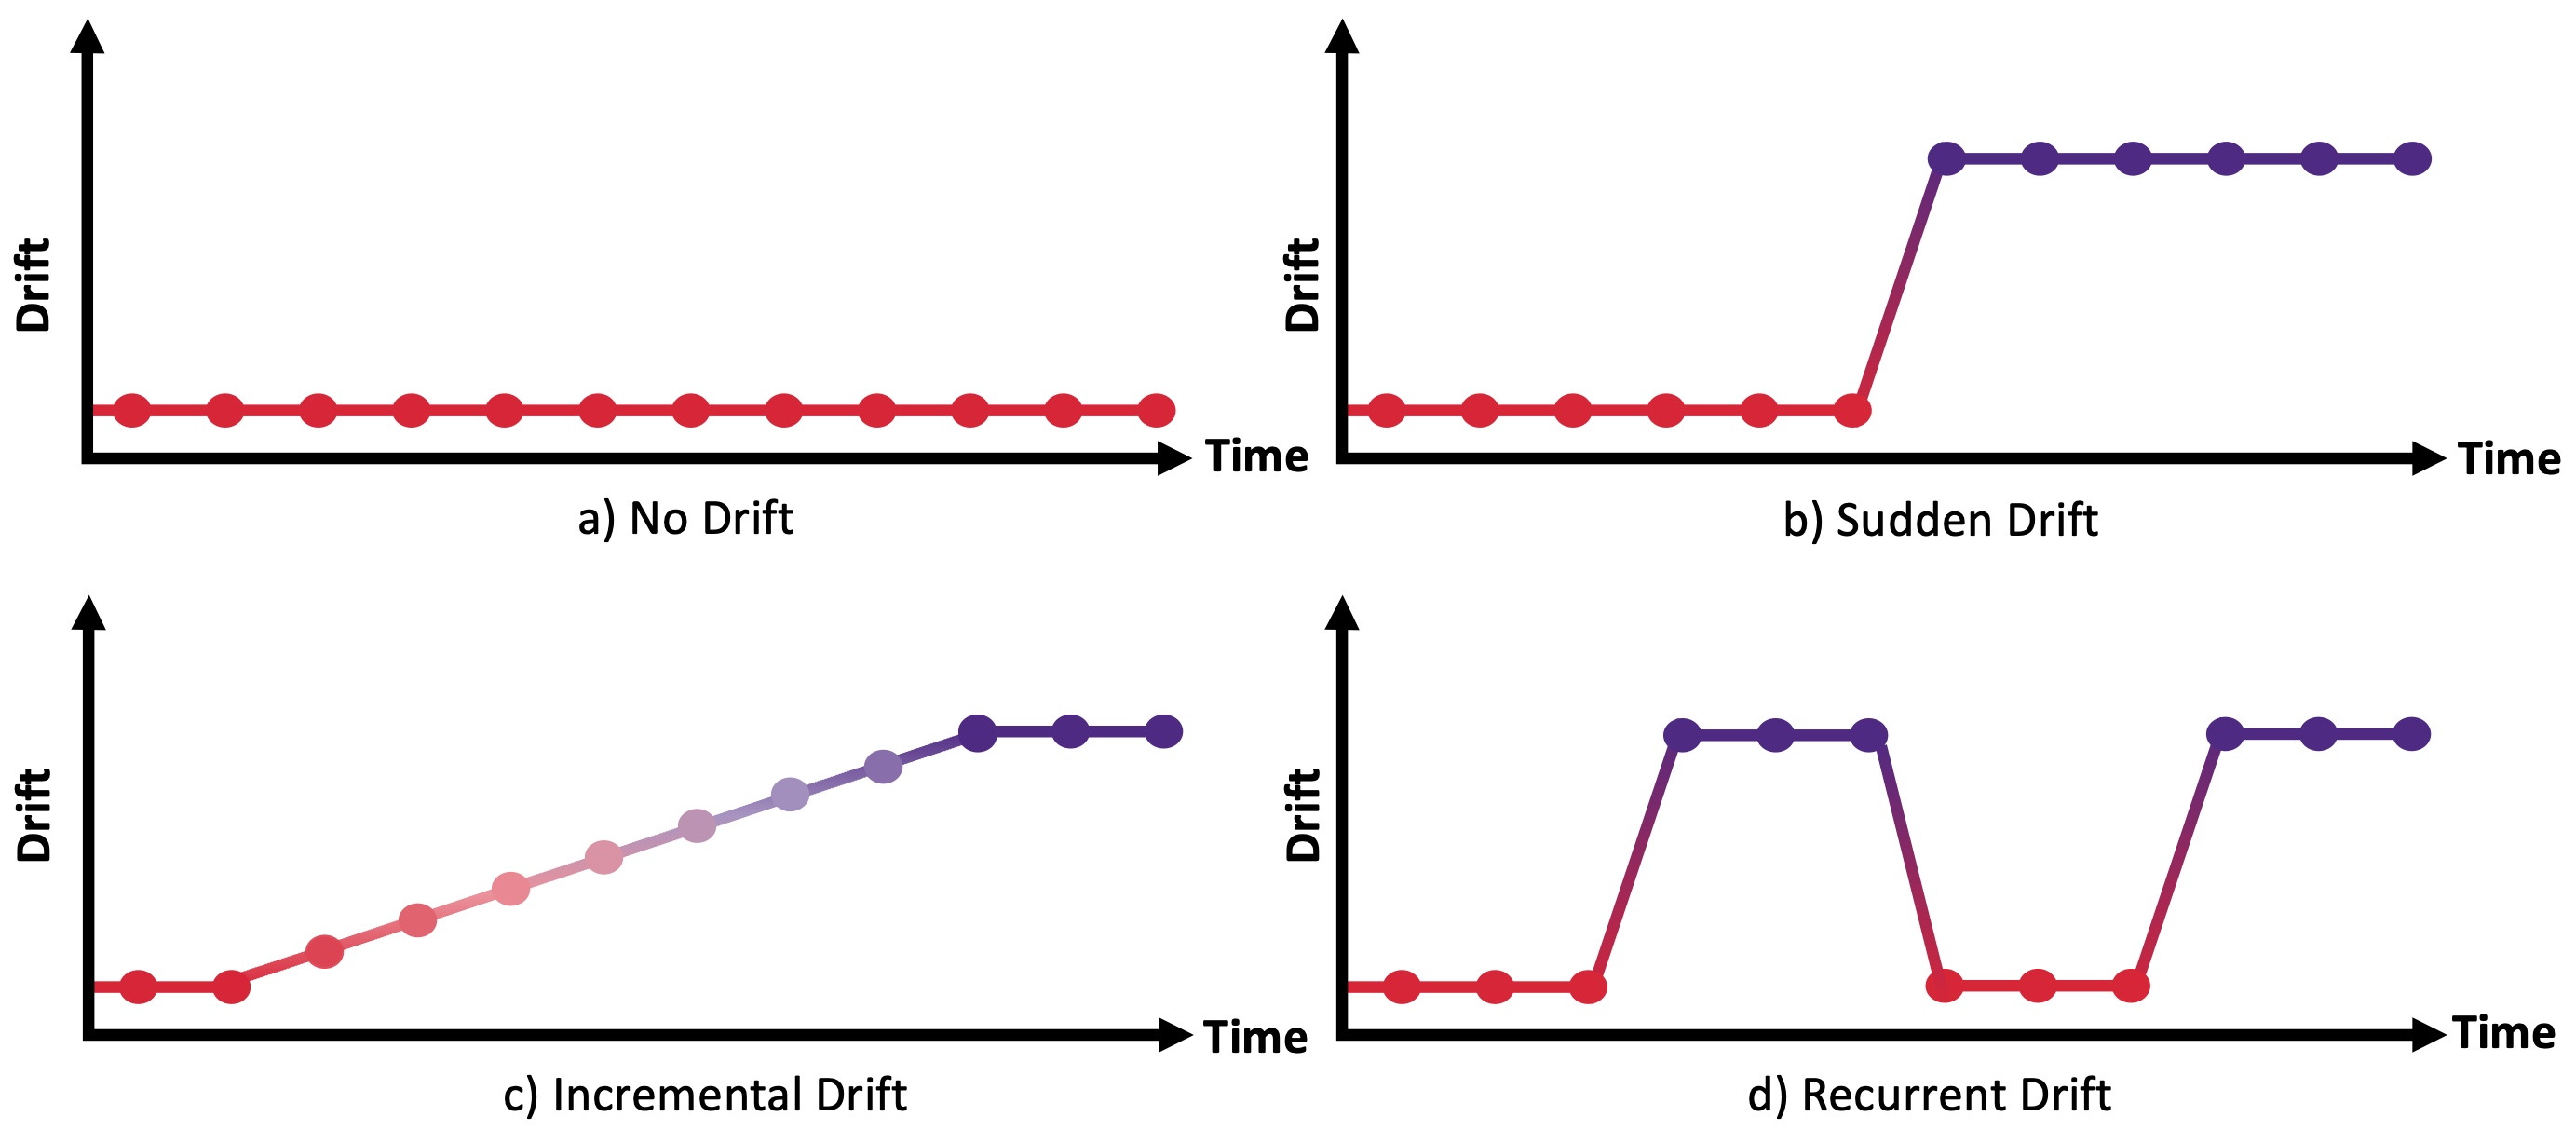 Drift
Time
a) No Drift
Drift
Time
b) Sudden Drift
Drift
Time
c) Incremental Drift
Drift
Time
d) Recurrent Drift